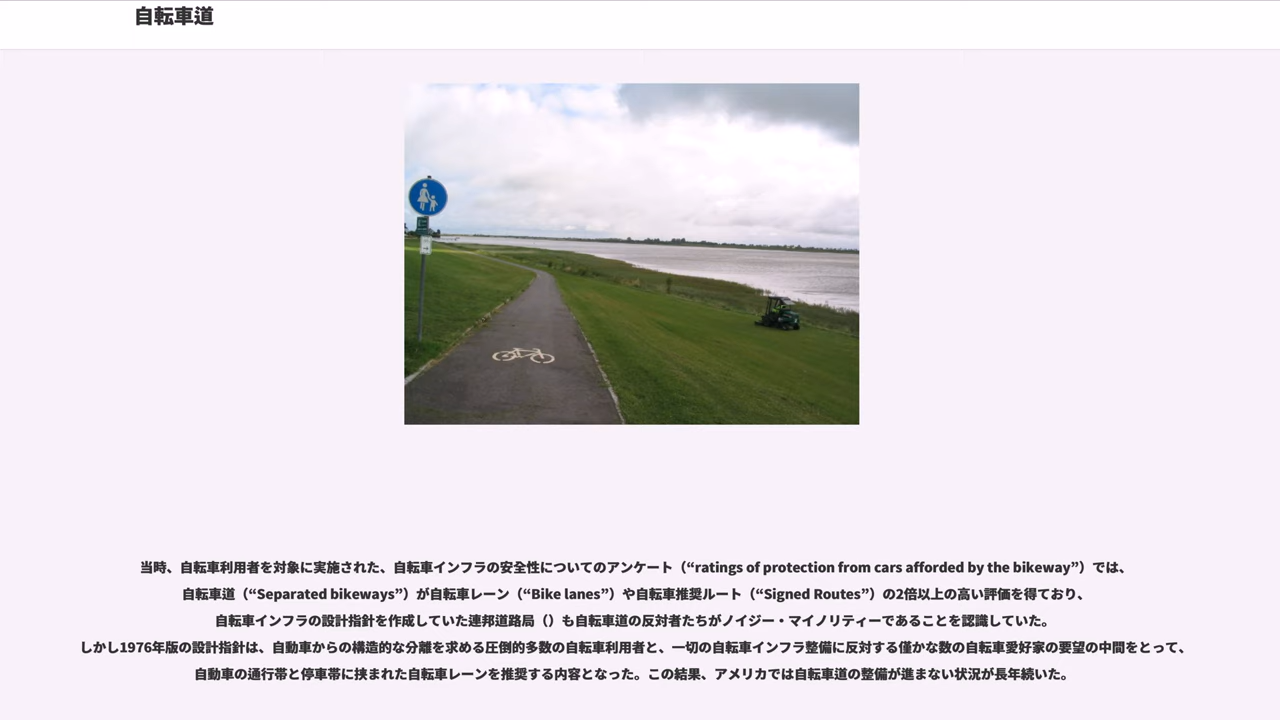 自転車道
当時、自転車利用者を対象に実施された、自転車インフラの安全性についてのアンケート（“ratings of protection from cars afforded by the bikeway”）では、
自転車道（“Separated bikeways”）が自転車レーン（“Bike lanes”）や自転車推奨ルート（“Signed Routes”）の2倍以上の高い評価を得ており、
自転車インフラの設計指針を作成していた連邦道路局（）も自転車道の反対者たちがノイジー・マイノリティーであることを認識していた。
しかし1976年版の設計指針は、自動車からの構造的な分離を求める圧倒的多数の自転車利用者と、一切の自転車インフラ整備に反対する僅かな数の自転車愛好家の要望の中間をとって、
自動車の通行帯と停車帯に挟まれた自転車レーンを推奨する内容となった。この結果、アメリカでは自転車道の整備が進まない状況が長年続いた。